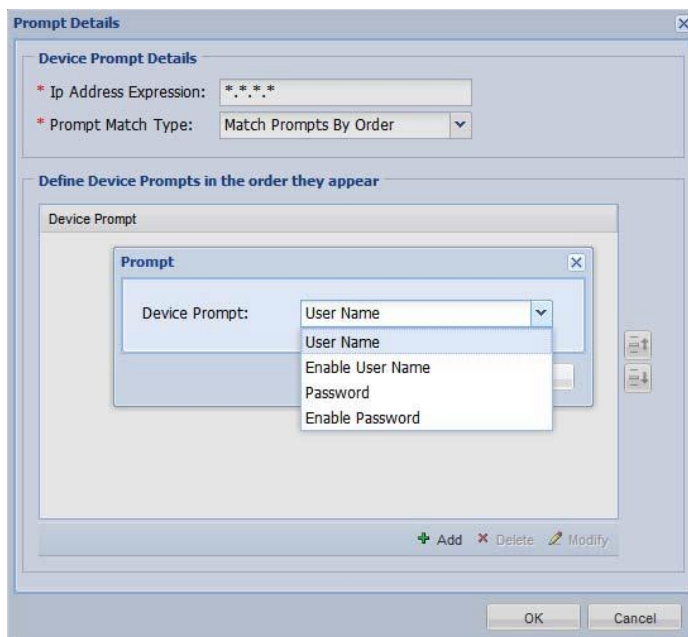 Prompt Details
Device Prompt Details
* Ip Address Expression: *.*.*.*
* Prompt Match Type: Match Prompts By Order
Define Device Prompts in the order they appear
Device Prompt
Prompt
Device Prompt: User Name
User Name
Enable User Name
Password
Enable Password
Add Delete Modify
OK Cancel